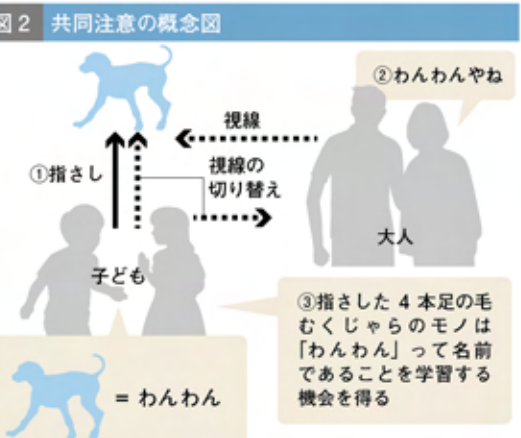 図2 共同注意の概念図
②わんわんやね
視線
①指さし
視線の
切り替え
大人
子ども
③指さした4本足の毛
むくじゃらのモノは
「わんわん」って名前
であることを学習する
機会を得る
= わんわん